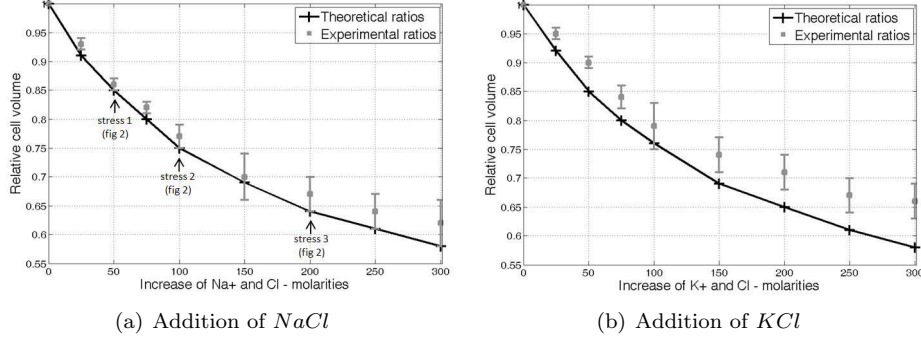 Theoretical ratios
Experimental ratios
Relative cell volume
0.95
0.9
0.85
0.8
0.75
0.7
0.65
0.6
0.55
stress 1
(fig 2)
stress 2
(fig 2)
stress 3
(fig 2)
0 50 100 150 200 250 300
Increase of Na+ and Cl - molarities
(a) Addition of NaCl
Theoretical ratios
Experimental ratios
Relative cell volume
0.95
0.9
0.85
0.8
0.75
0.7
0.65
0.6
0.55
0 50 100 150 200 250 300
Increase of K+ and Cl - molarities
(b) Addition of KCl